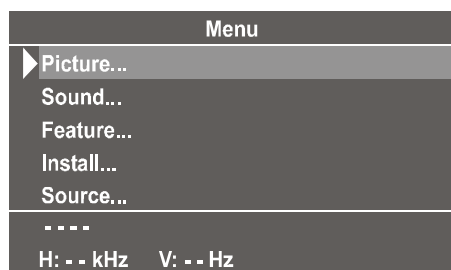 Menu
Picture...
Sound...
Feature...
Install...
Source...
- - - -
H: - - kHz V: - - Hz